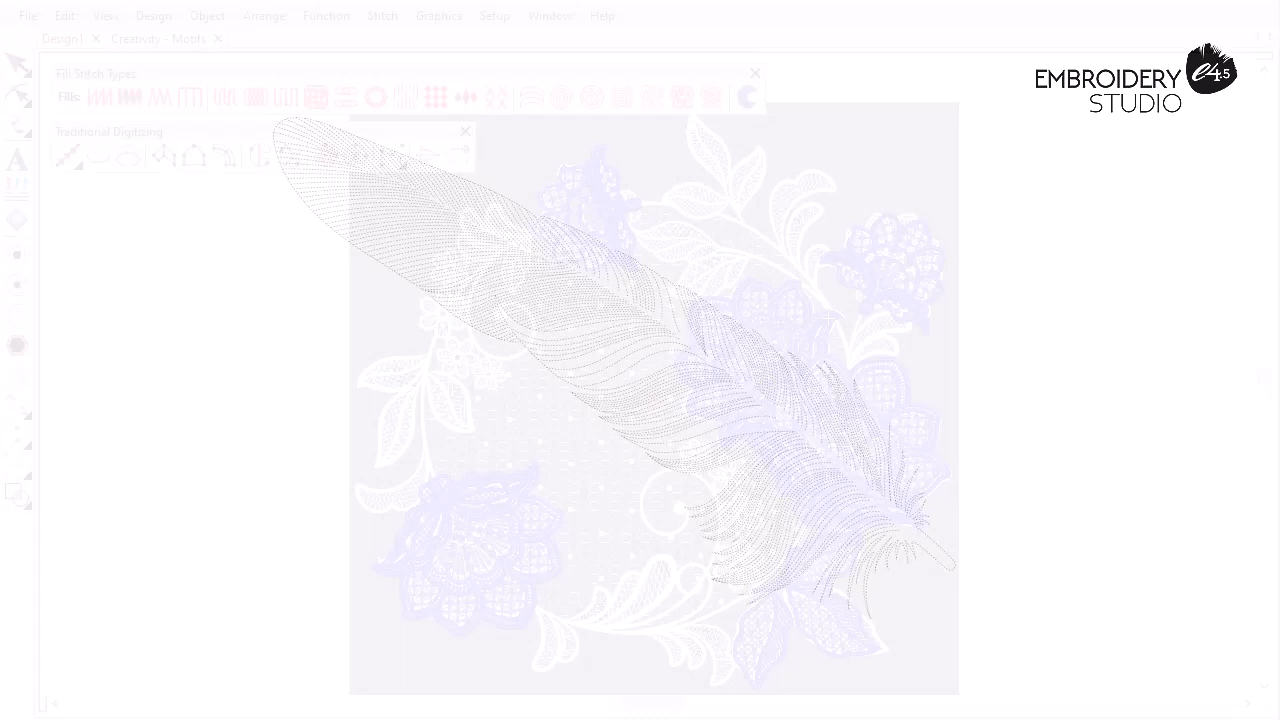 File Edit View Design Object Arrange Function Stitch Graphics Setup Window Help
Design1 Creativity - Motifs
Fill Stitch Types
Fills:
Traditional Digitizing
A
EMBROIDERY e4.5
STUDIO